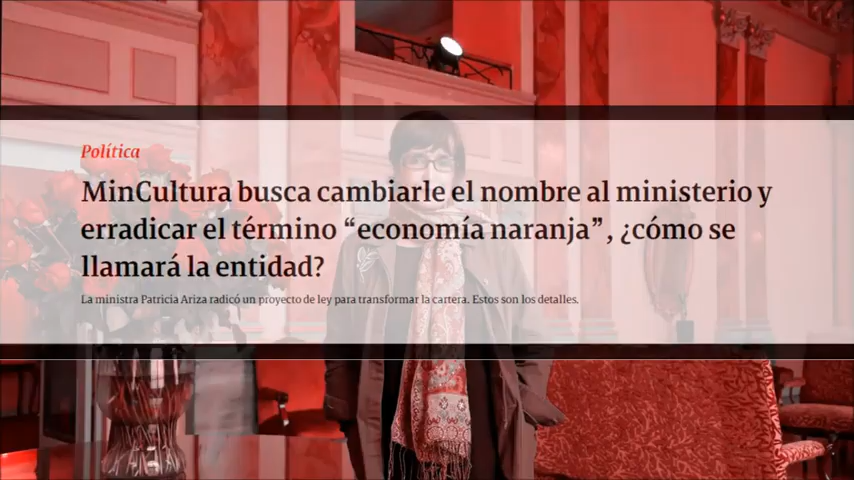 Política
MinCultura busca cambiarle el nombre al ministerio y
erradicar el término “economía naranja”, ¿cómo se
llamará la entidad?
La ministra Patricia Ariza radicó un proyecto de ley para transformar la cartera. Estos son los detalles.